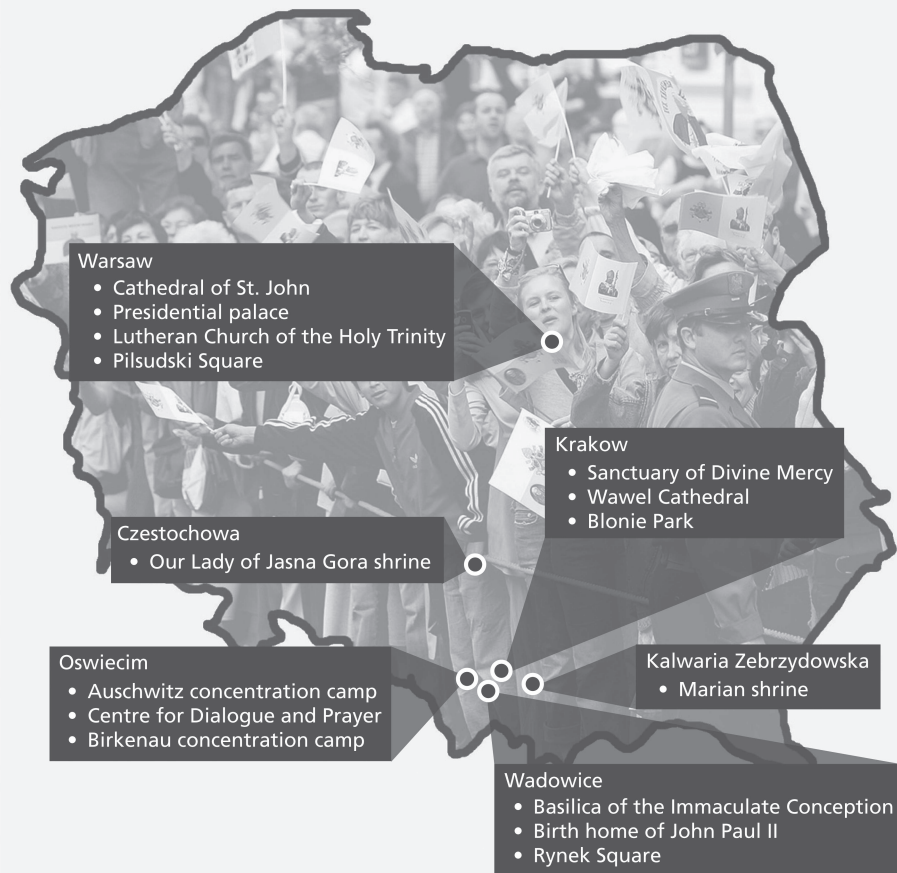 Warsaw
• Cathedral of St. John
• Presidential palace
• Lutheran Church of the Holy Trinity
• Pilsudski Square
Krakow
• Sanctuary of Divine Mercy
• Wawel Cathedral
• Blonie Park
Czestochowa
• Our Lady of Jasna Gora shrine
Oswiecim
• Auschwitz concentration camp
• Centre for Dialogue and Prayer
• Birkenau concentration camp
Kalwaria Zebrzydowska
• Marian shrine
Wadowice
• Basilica of the Immaculate Conception
• Birth home of John Paul II
• Rynek Square